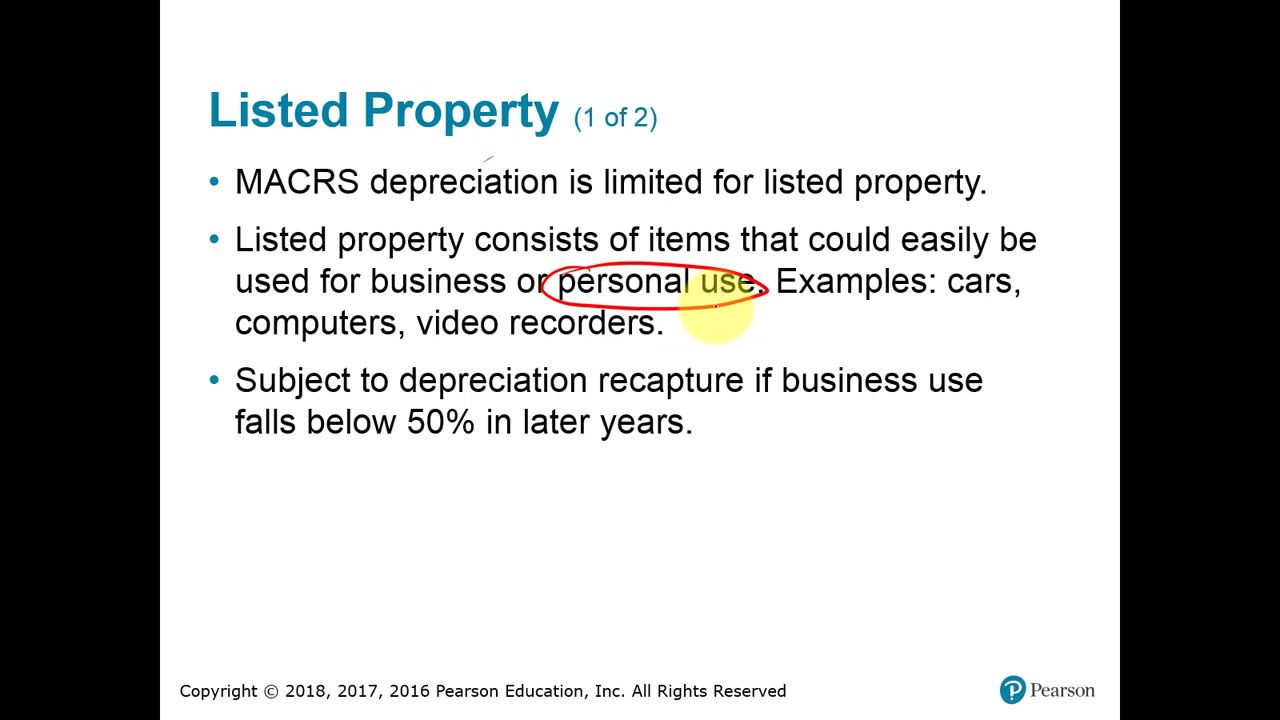 Listed Property (1 of 2)
• MACRS depreciation is limited for listed property.
• Listed property consists of items that could easily be
used for business or personal use. Examples: cars,
computers, video recorders.
• Subject to depreciation recapture if business use
falls below 50% in later years.
Copyright © 2018, 2017, 2016 Pearson Education, Inc. All Rights Reserved
P Pearson